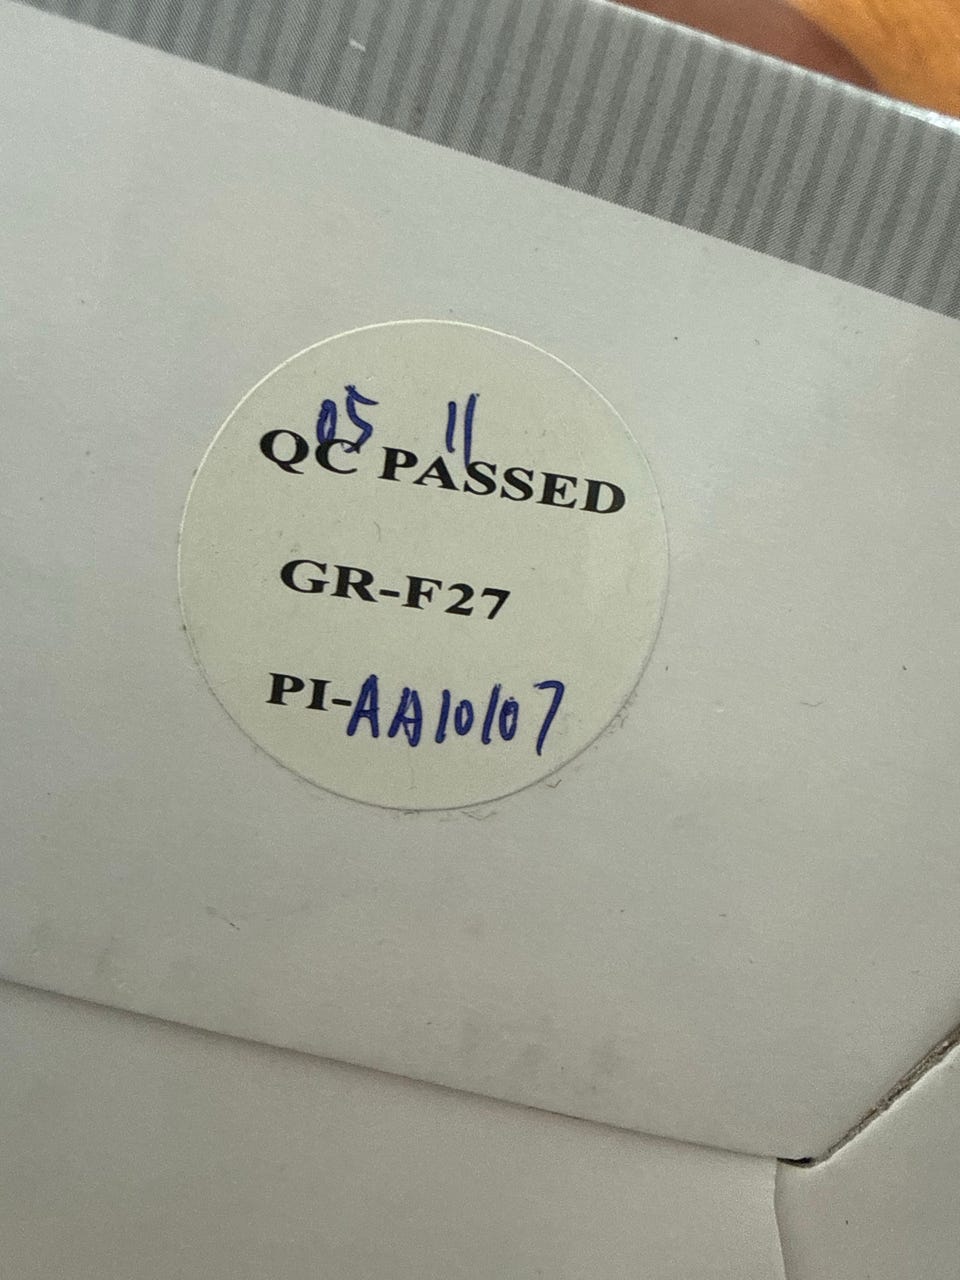 05 11
QC PASSED
GR-F27
PI-AA10107